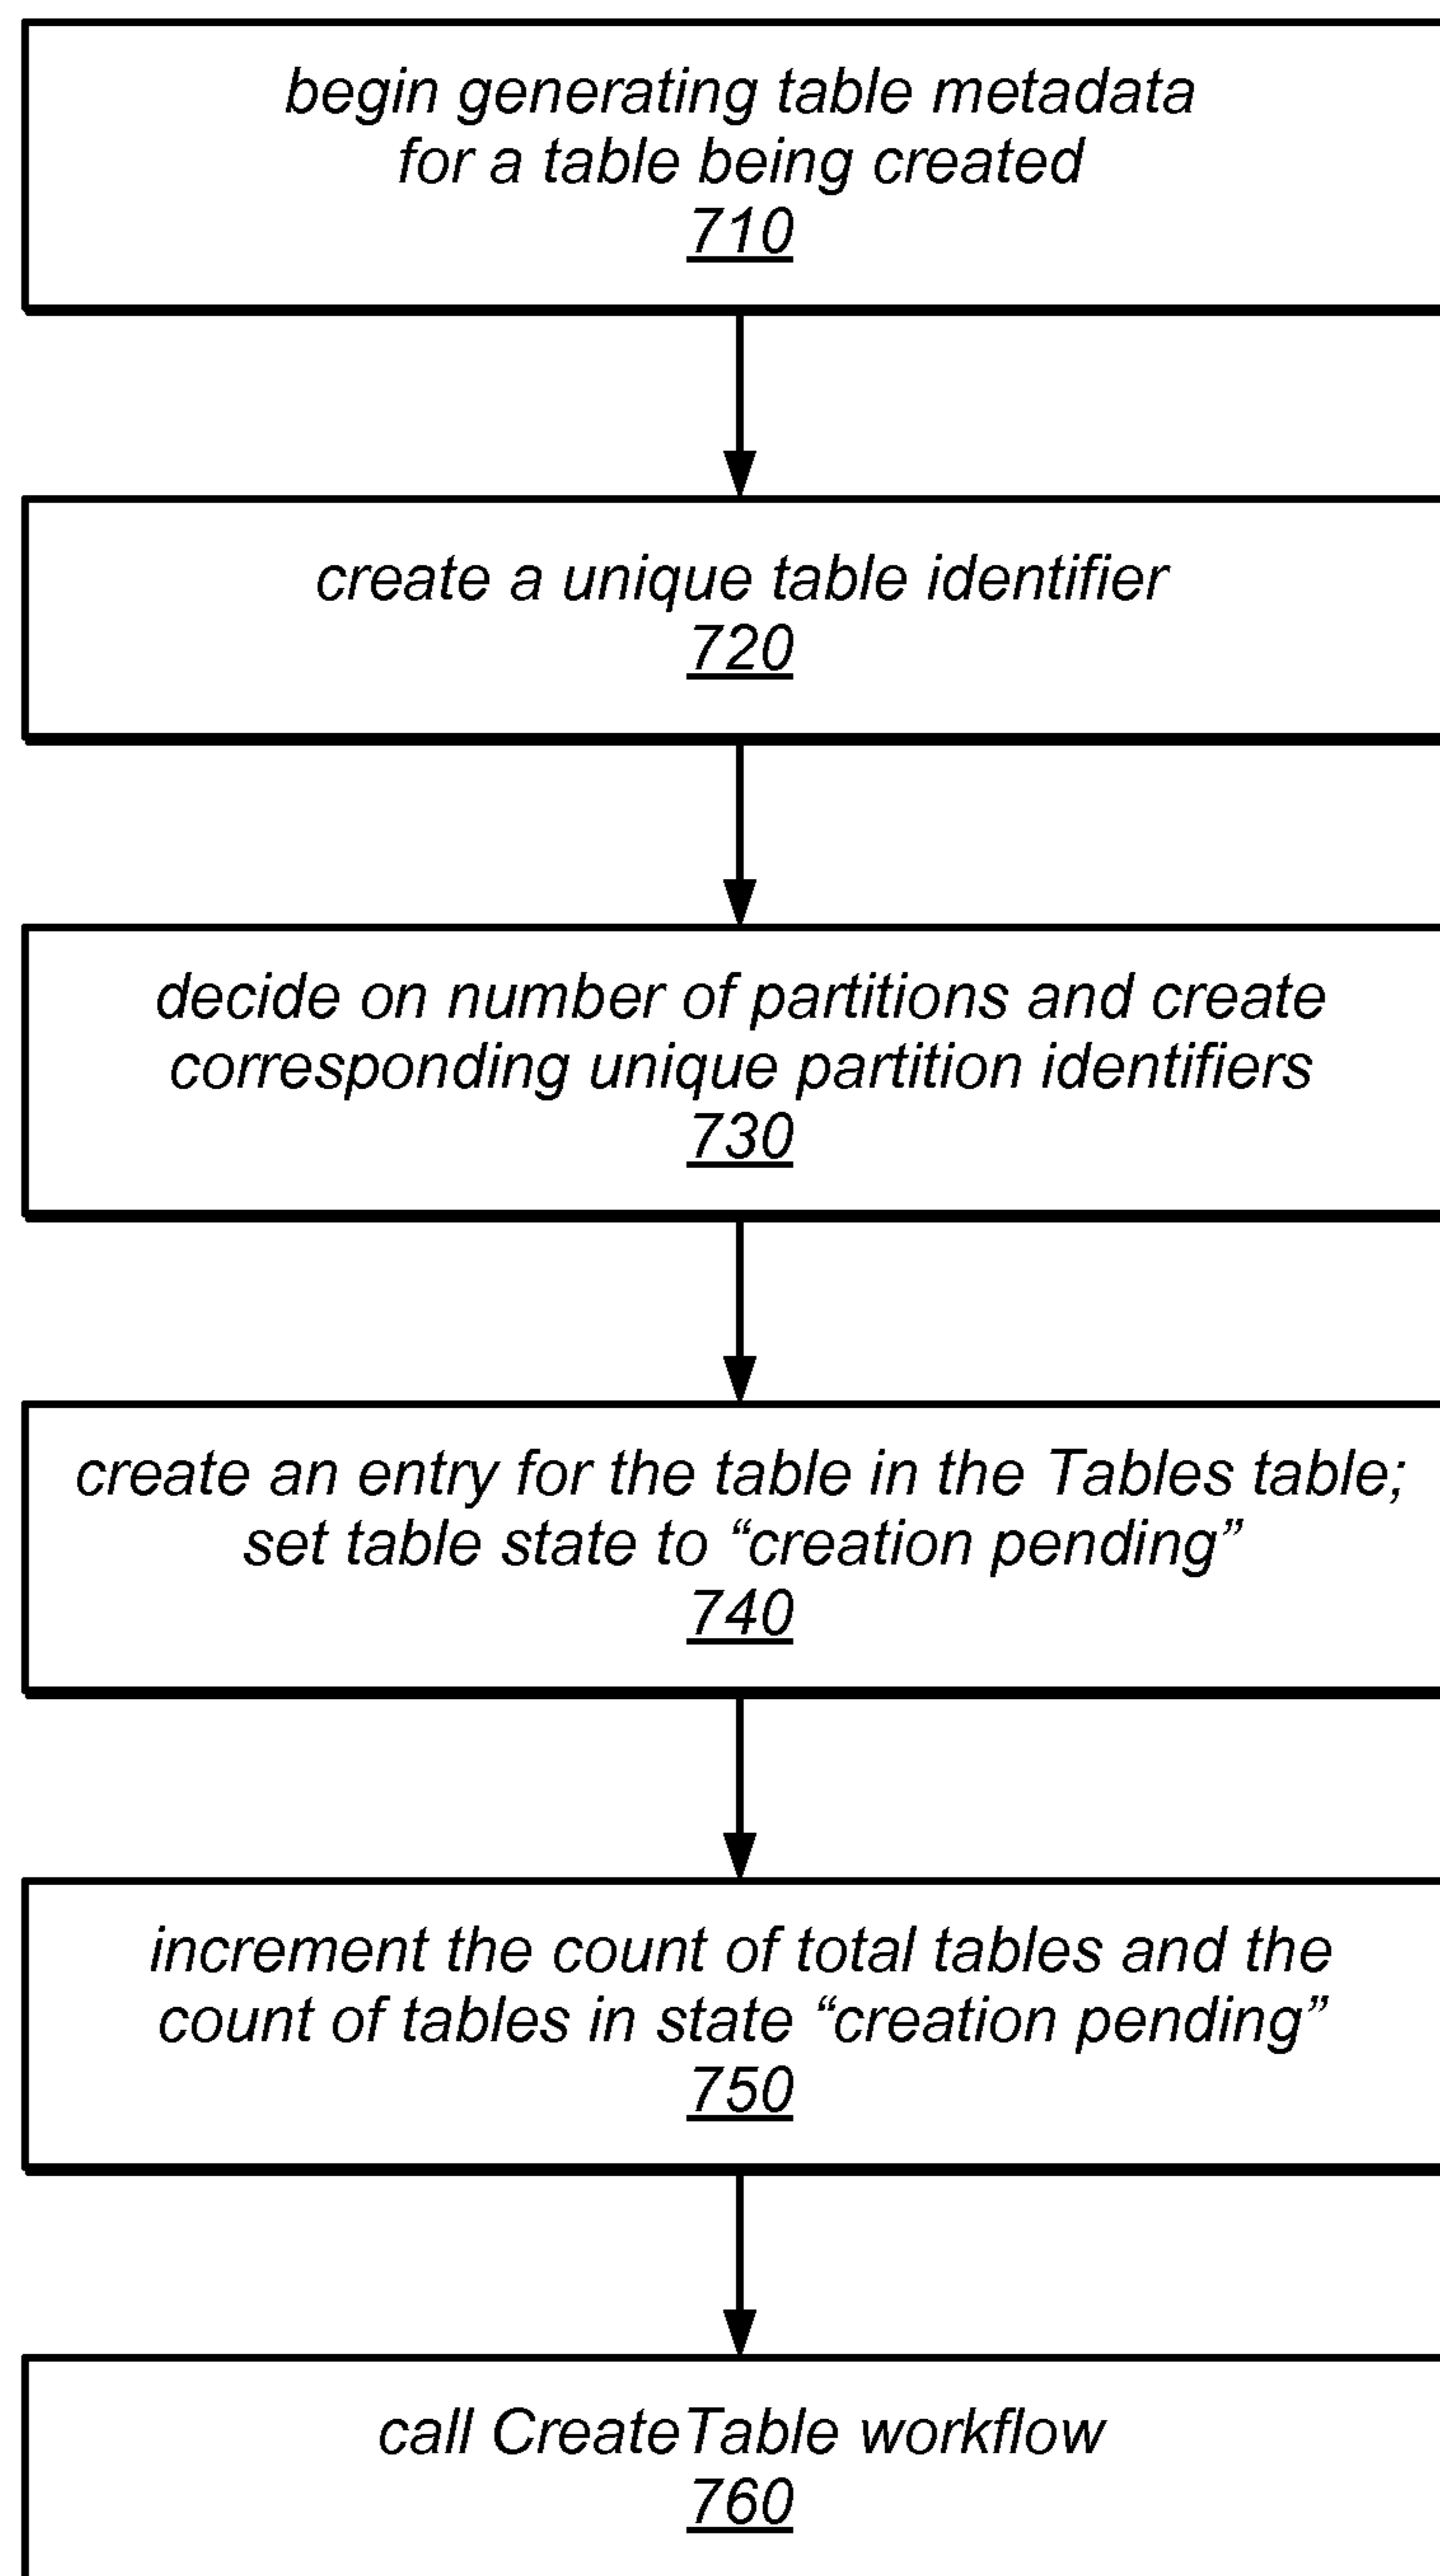 begin generating table metadata
for a table being created
710
create a unique table identifier
720
decide on number of partitions and create
corresponding unique partition identifiers
730
create an entry for the table in the Tables table;
set table state to “creation pending”
740
increment the count of total tables and the
count of tables in state “creation pending”
750
call CreateTable workflow
760